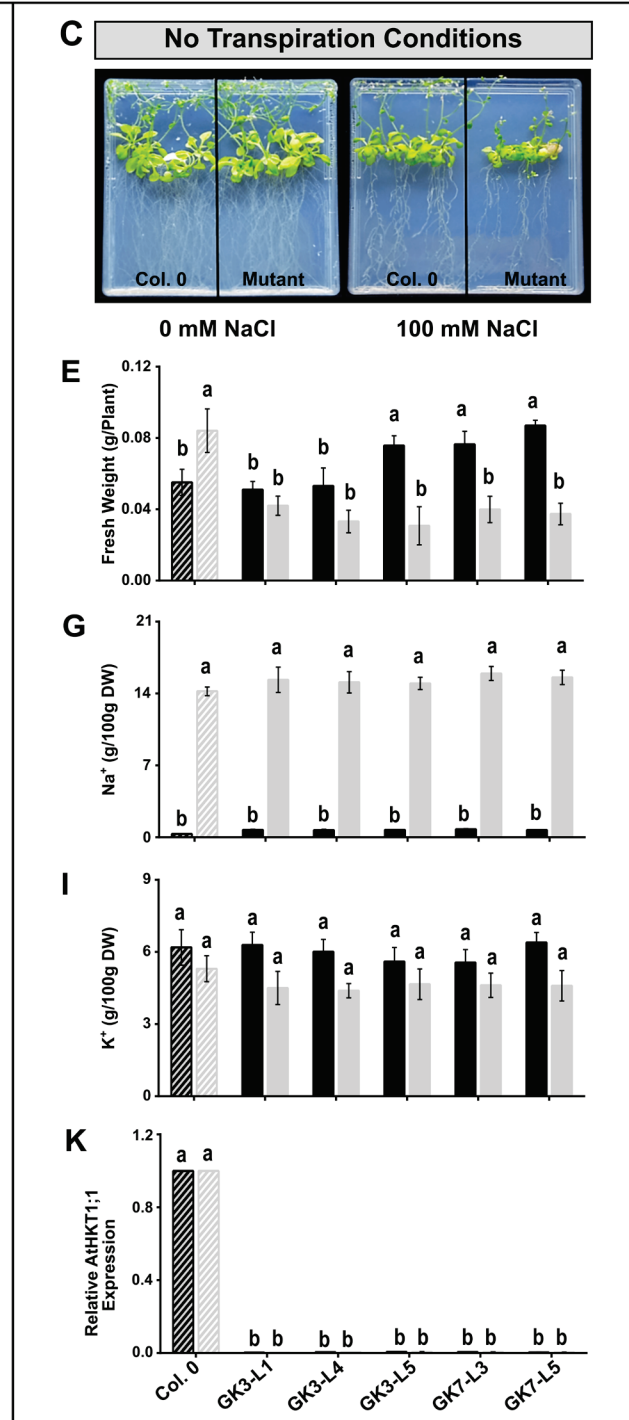 C
No Transpiration Conditions
Col. 0 Mutant Col. 0 Mutant
0 mM NaCl 100 mM NaCl
E
Fresh Weight (g/Plant)
0.12
0.08
0.04
0.00
b a b b b b a b a b a b
G
Na⁺ (g/100g DW)
21
14
7
0
b a b a b a b a b a b a
I
K⁺ (g/100g DW)
9
6
3
0
a a a a a a a a a a a a
K
Relative AtHKT1;1
Expression
1.2
0.8
0.4
0.0
a a b b b b b b b b b b
Col. 0 GK3-L1 GK3-L4 GK3-L5 GK7-L3 GK7-L5